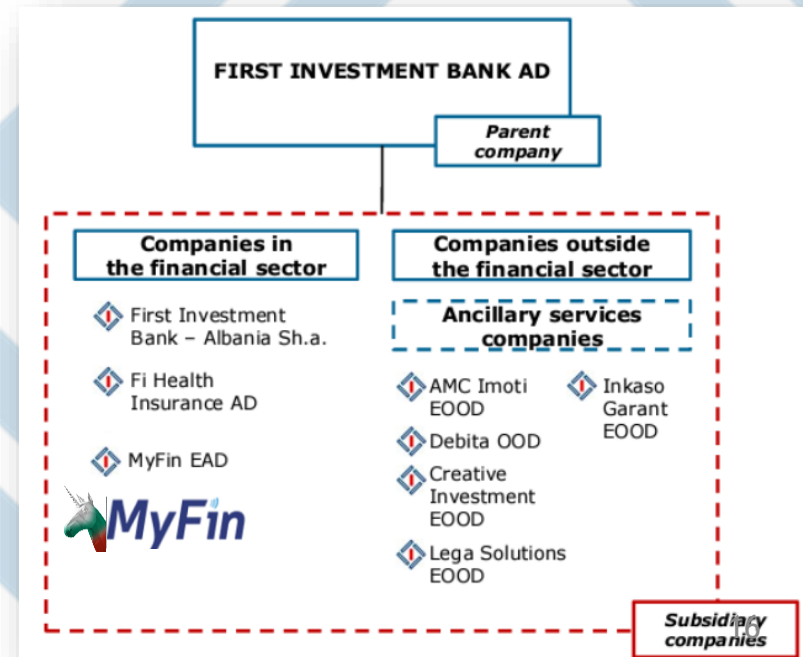 FIRST INVESTMENT BANK AD
Parent
company
Companies in
the financial sector
First Investment
Bank – Albania Sh.a.
Fi Health
Insurance AD
MyFin EAD
MyFin
Companies outside
the financial sector
Ancillary services
companies
AMC Imoti
EOOD
Debita OOD
Creative
Investment
EOOD
Lega Solutions
EOOD
Inkaso
Garant
EOOD
Subsidiary
companies
16